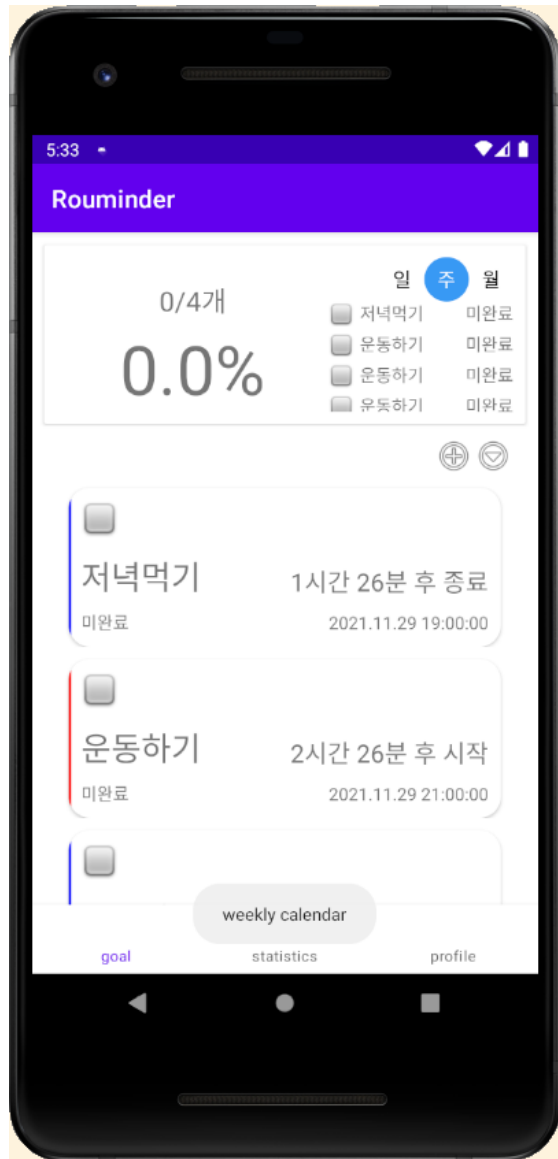 5:33
Rouminder
일 주 월
0/4개
0.0%
저녁먹기 미완료
운동하기 미완료
운동하기 미완료
운동하기 미완료
저녁먹기 1시간 26분 후 종료
미완료 2021.11.29 19:00:00
운동하기 2시간 26분 후 시작
미완료 2021.11.29 21:00:00
weekly calendar
goal statistics profile